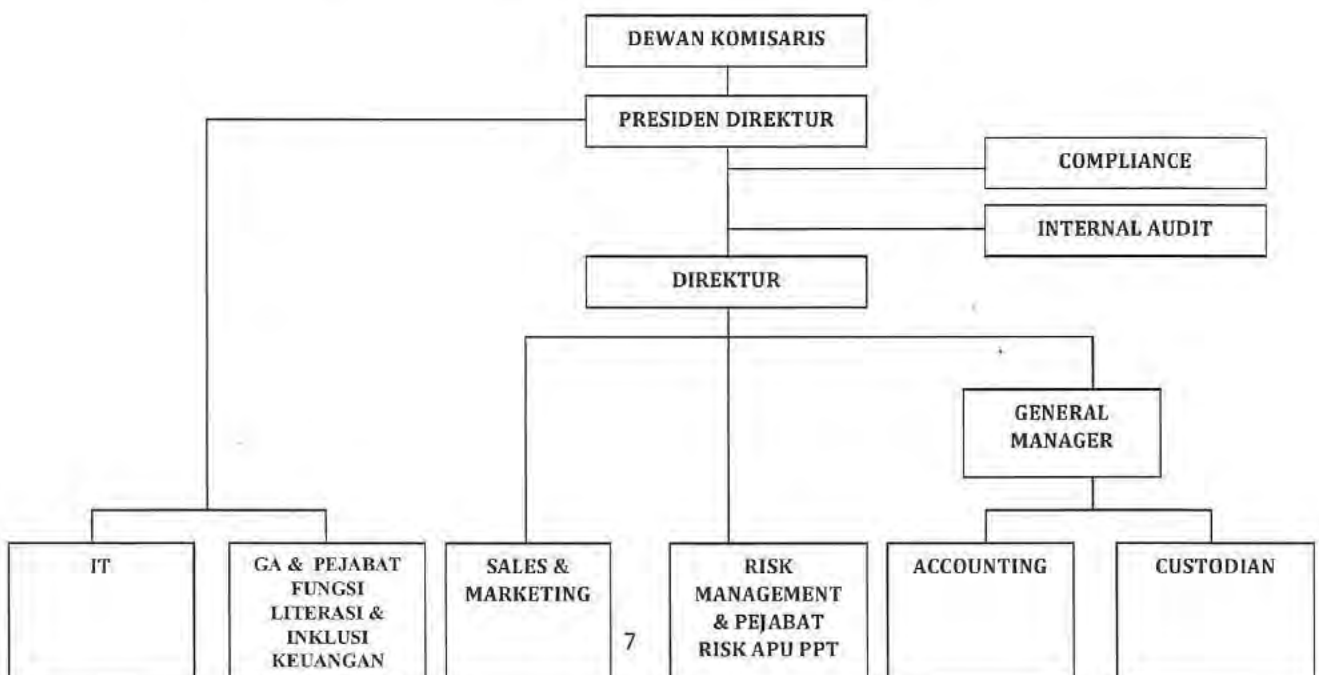 DEWAN KOMISARIS
PRESIDEN DIREKTUR
COMPLIANCE
INTERNAL AUDIT
DIREKTUR
GENERAL
MANAGER
IT
GA & PEJABAT
FUNGSI
LITERASI &
INKLUSI
KEUANGAN
SALES &
MARKETING
RISK
MANAGEMENT
& PEJABAT
RISK APU PPT
ACCOUNTING
CUSTODIAN
7